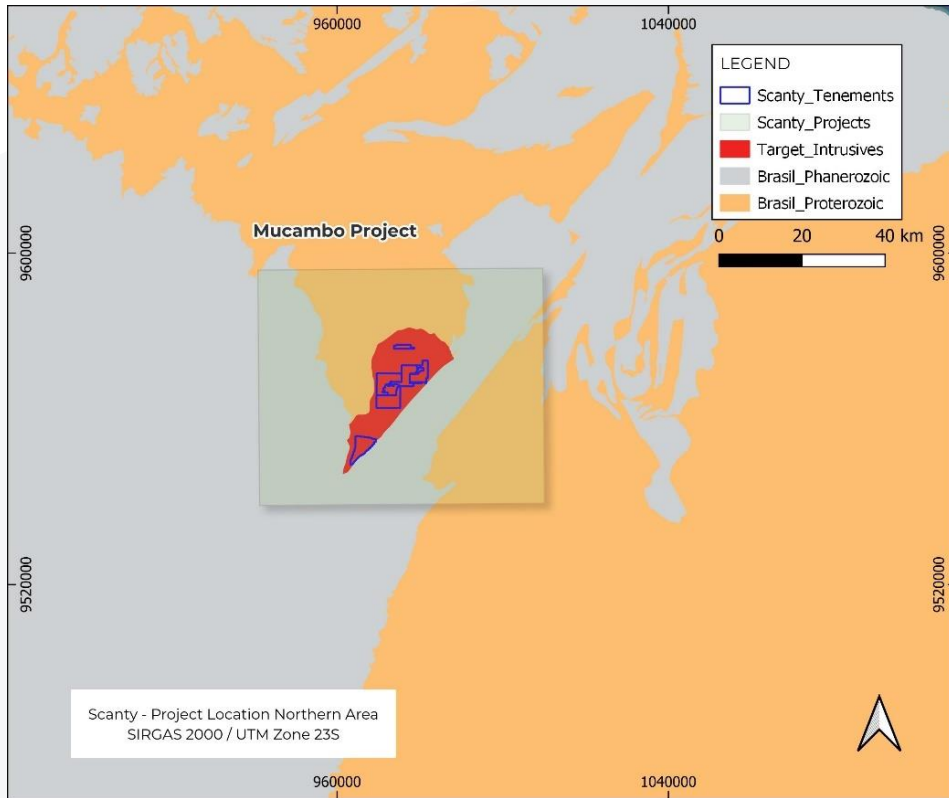 960000
1040000
LEGEND
Scanty_Tenements
Scanty_Projects
Target_Intrusives
Brasil_Phanerozoic
Brasil_Proterozoic
0 20 40 km
Mucambo Project
9600000
9600000
9520000
9520000
Scanty - Project Location Northern Area
SIRGAS 2000 / UTM Zone 23S
960000
1040000